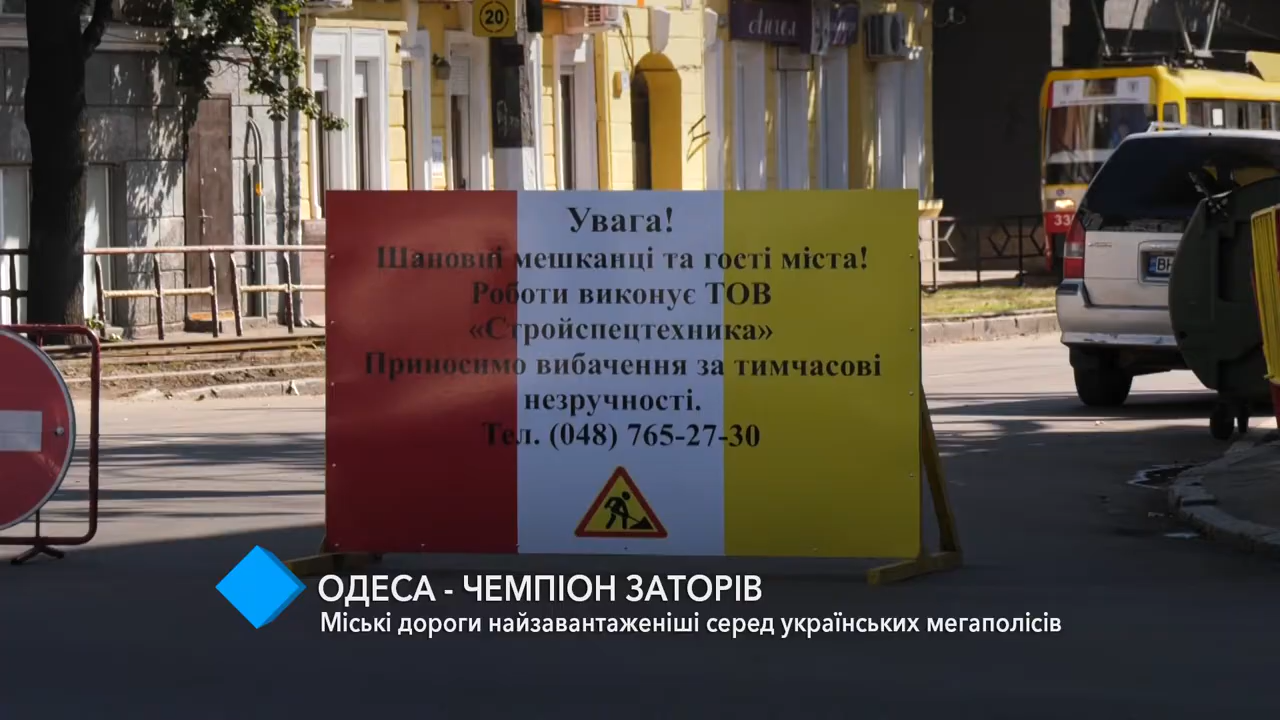 20
Увага!
Шановні мешканці та гості міста!
Роботи виконує ТОВ
«Стройспецтехника»
Приносимо вибачення за тимчасові
незручності.
Тел. (048) 765-27-30
ОДЕСА - ЧЕМПІОН ЗАТОРІВ
Міські дороги найзавантаженіші серед українських мегаполісів